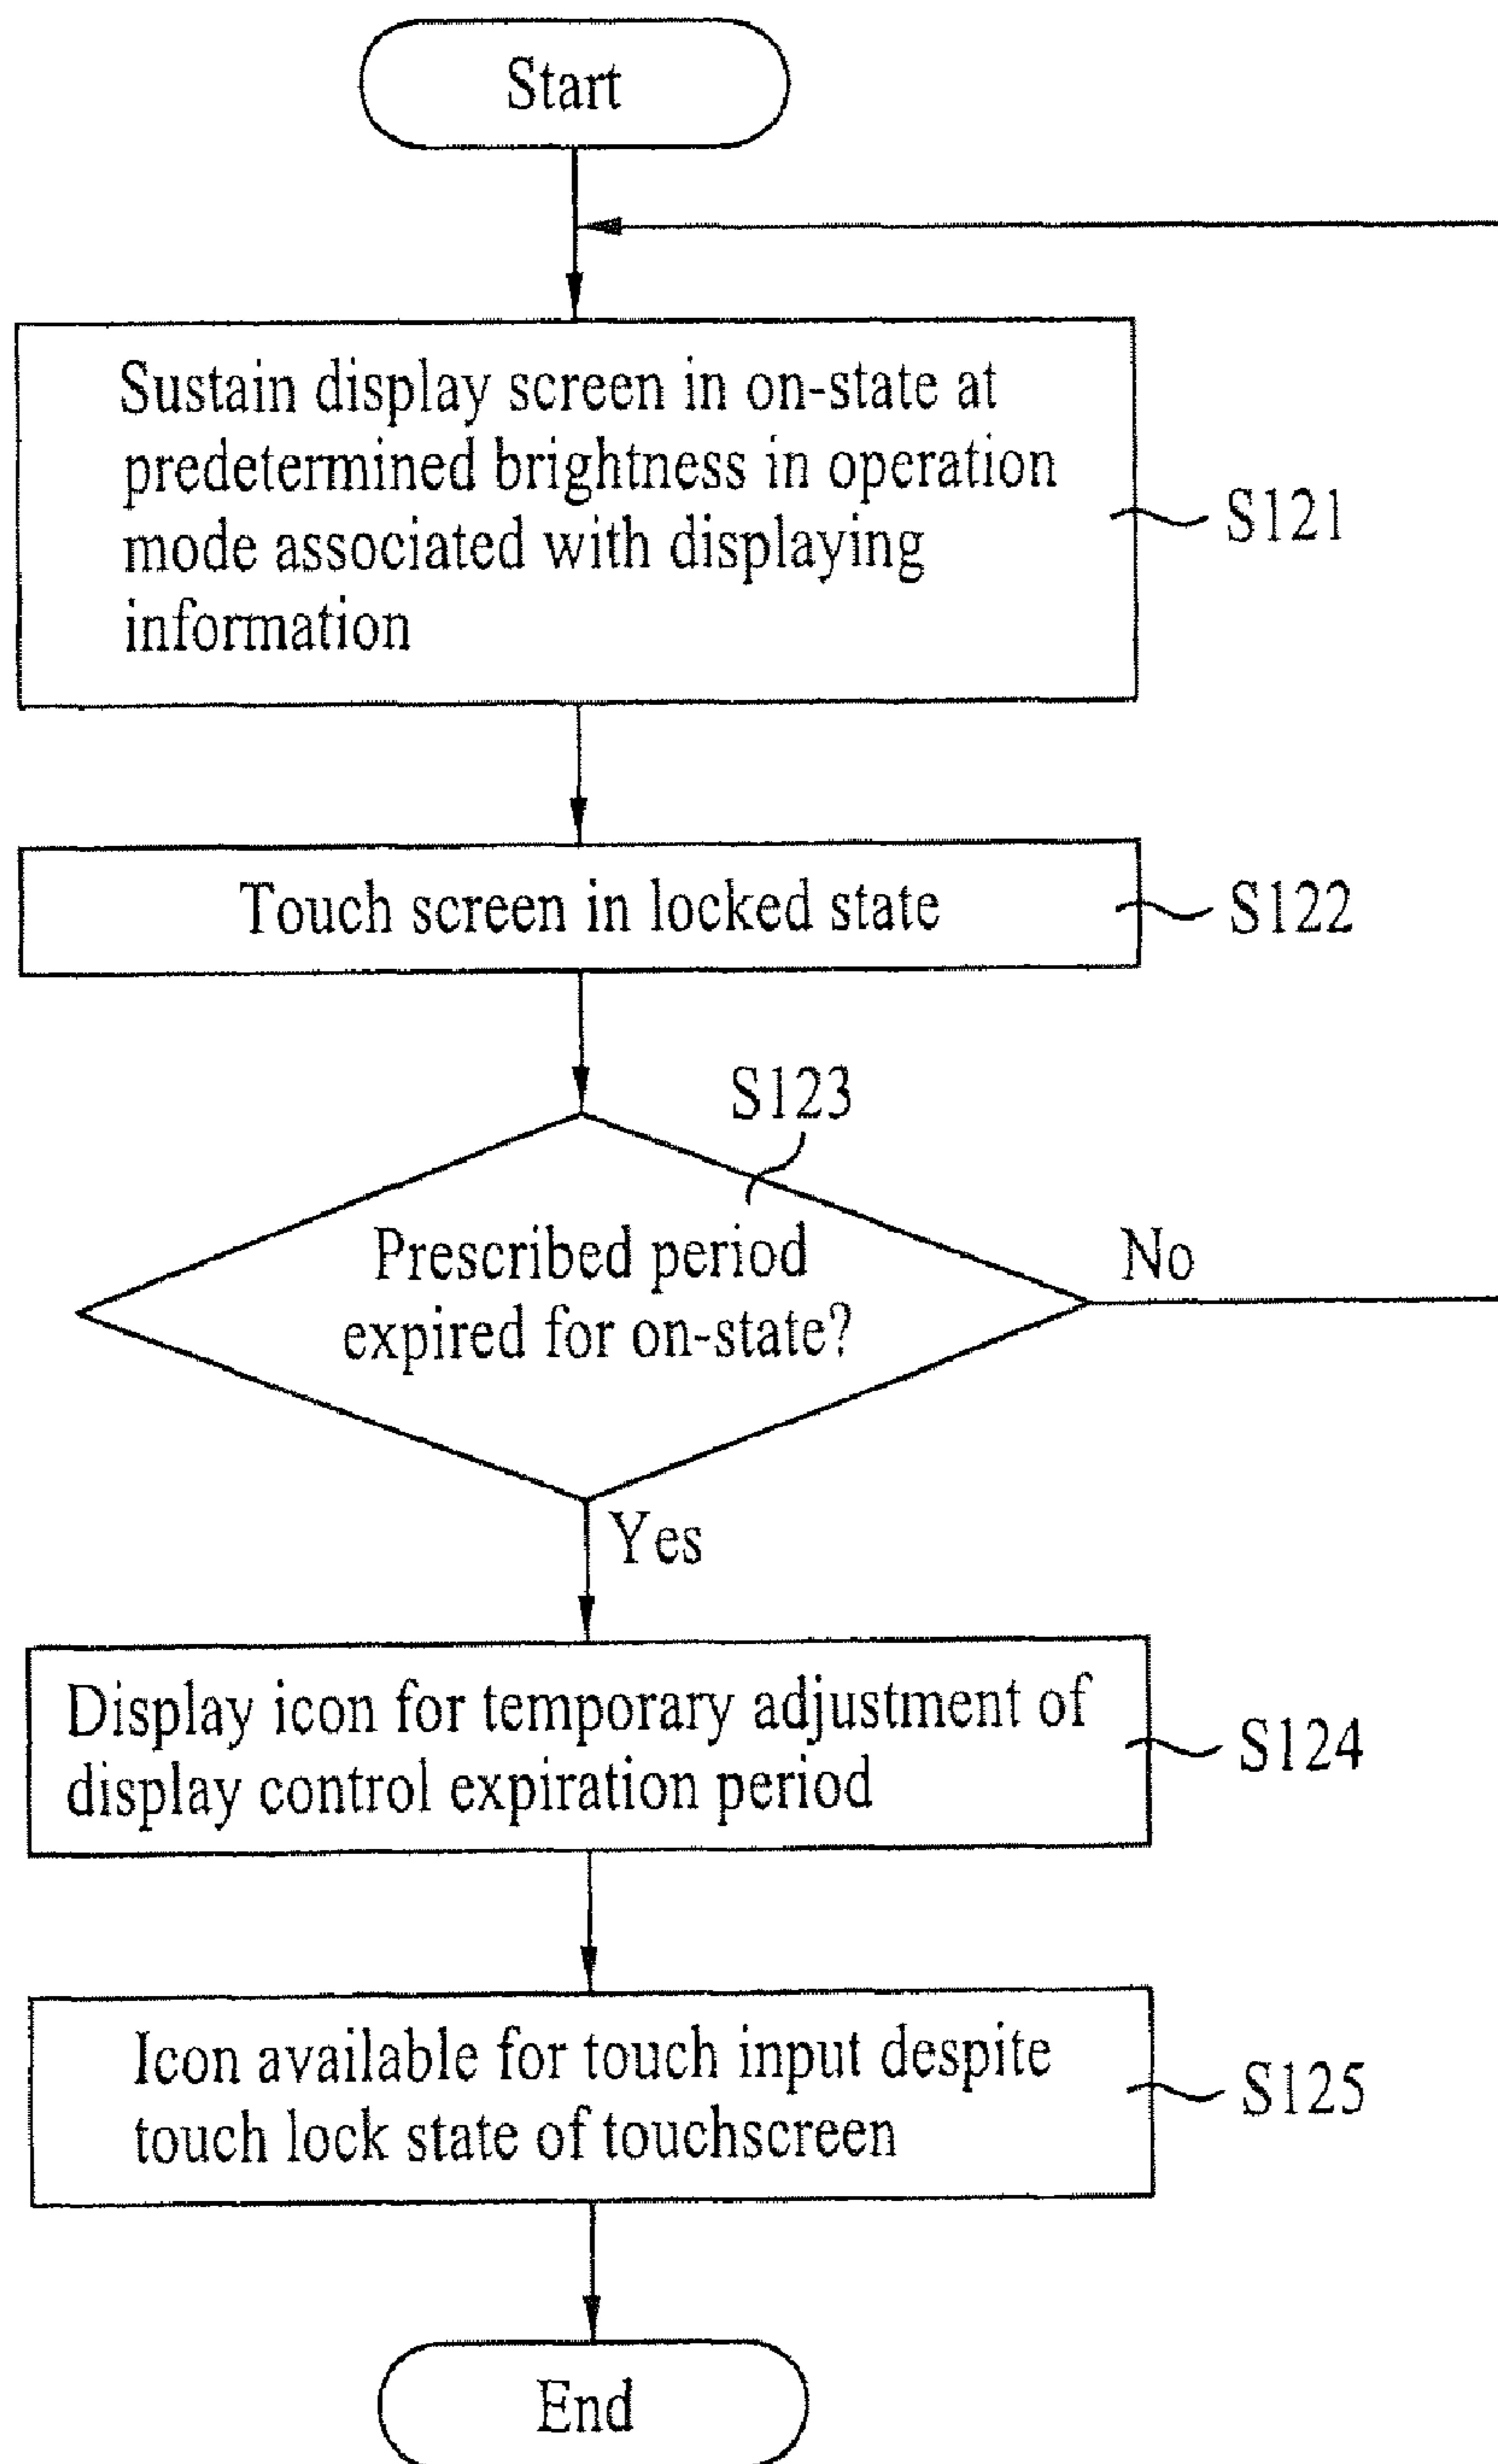 Start
Sustain display screen in on-state at
predetermined brightness in operation
mode associated with displaying
information
S121
Touch screen in locked state
S122
S123
Prescribed period
expired for on-state?
No
Yes
Display icon for temporary adjustment of
display control expiration period
S124
Icon available for touch input despite
touch lock state of touchscreen
S125
End